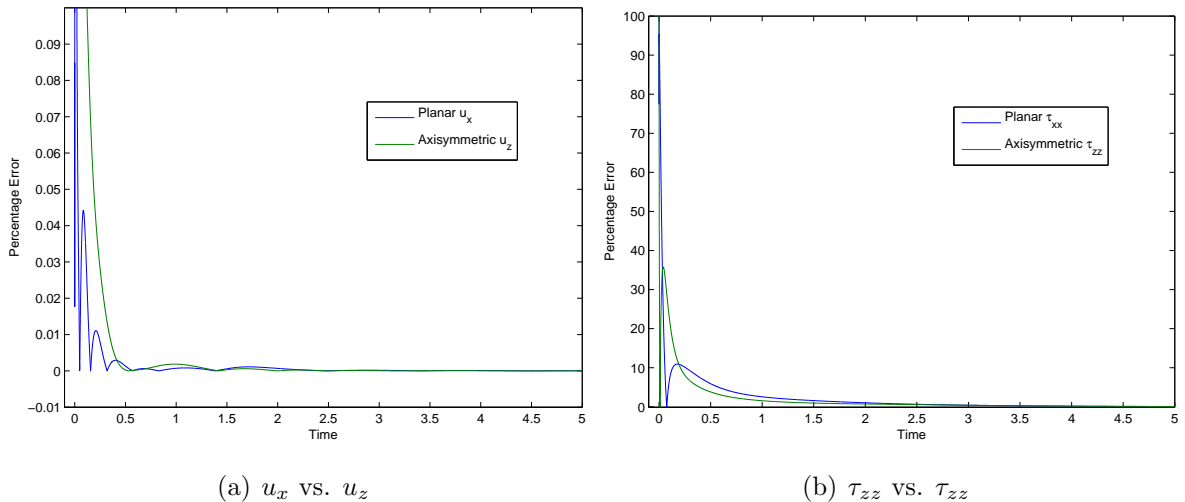 0.09
0.08
0.07
0.06
0.05
0.04
0.03
0.02
0.01
0
−0.01
Percentage Error
0 0.5 1 1.5 2 2.5 3 3.5 4 4.5 5
Time
Planar u_x
Axisymmetric u_z
(a) u_x vs. u_z
100
90
80
70
60
50
40
30
20
10
0
Percentage Error
0 0.5 1 1.5 2 2.5 3 3.5 4 4.5 5
Time
Planar τ_xx
Axisymmetric τ_zz
(b) τ_zz vs. τ_zz